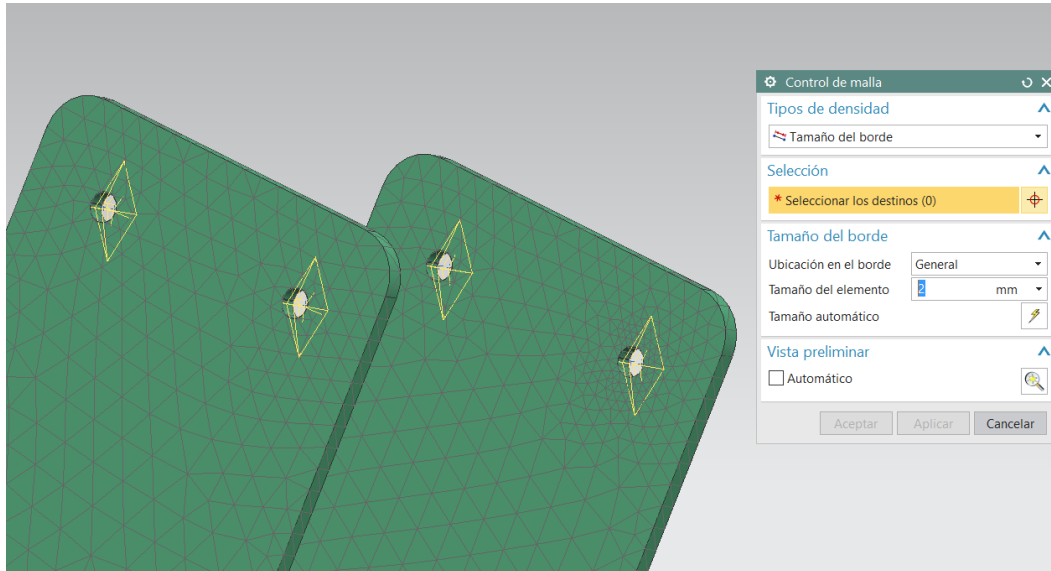 Control de malla
Tipos de densidad
Tamaño del borde
Selección
* Seleccionar los destinos (0)
Tamaño del borde
Ubicación en el borde General
Tamaño del elemento 2 mm
Tamaño automático
Vista preliminar
Automático
Aceptar Aplicar Cancelar